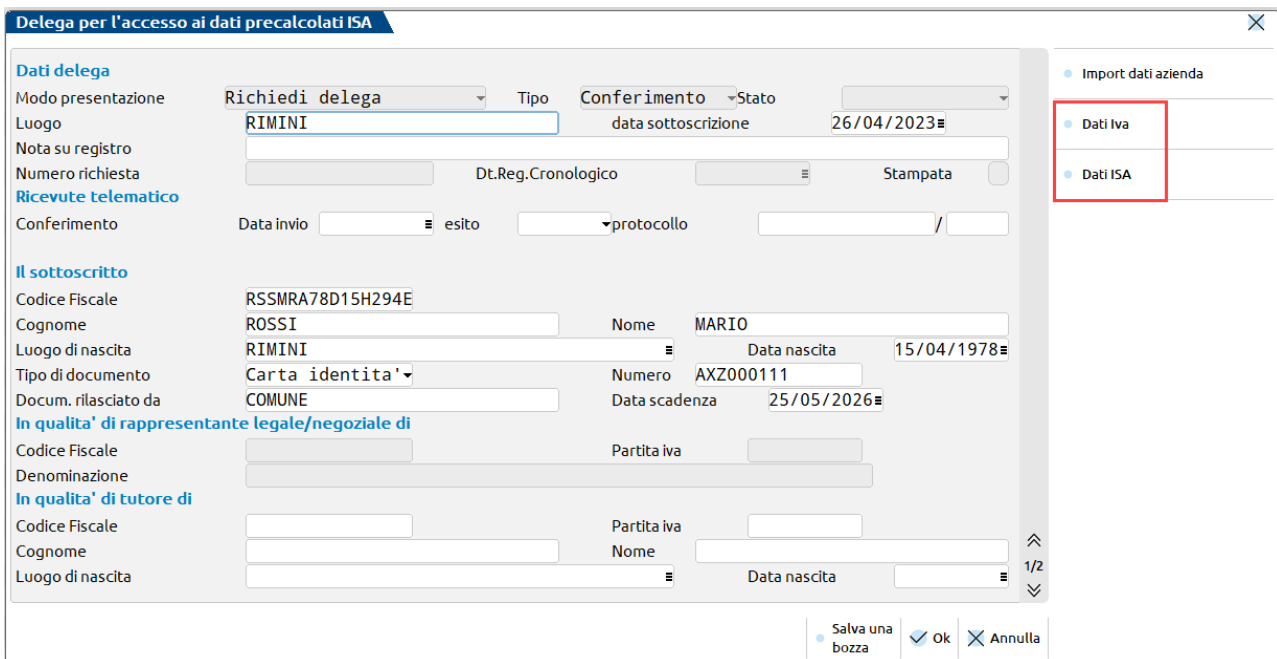 Delega per l'accesso ai dati precalcolati ISA
Dati delega
Modo presentazione Richiedi delega Tipo Conferimento Stato
Luogo RIMINI data sottoscrizione 26/04/2023
Nota su registro
Numero richiesta Dt.Reg.Cronologico Stampata
Ricevute telematico
Conferimento Data invio esito protocollo /
Il sottoscritto
Codice Fiscale RSSMRA78D15H294E
Cognome ROSSI Nome MARIO
Luogo di nascita RIMINI Data nascita 15/04/1978
Tipo di documento Carta identita' Numero AXZ000111
Docum. rilasciato da COMUNE Data scadenza 25/05/2026
In qualita' di rappresentante legale/negoziale di
Codice Fiscale Partita iva
Denominazione
In qualita' di tutore di
Codice Fiscale Partita iva
Cognome Nome
Luogo di nascita Data nascita
1/2
Import dati azienda
Dati Iva
Dati ISA
Salva una
bozza
Ok
Annulla